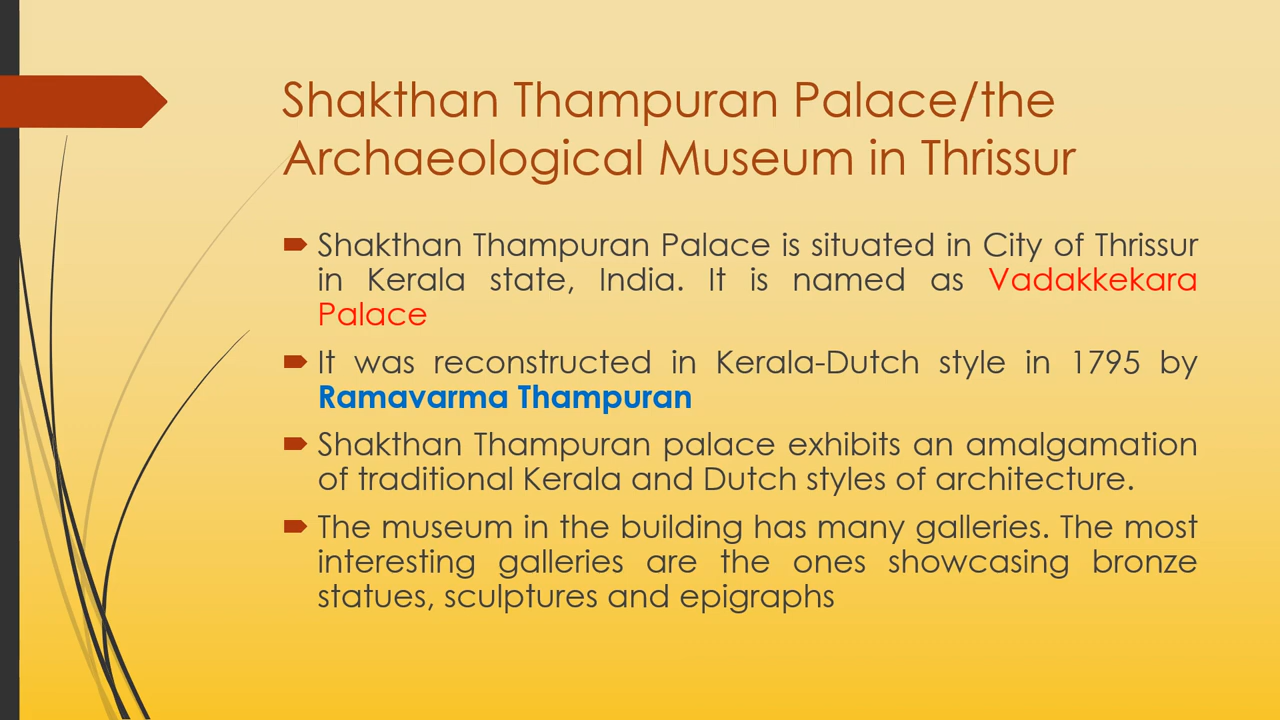 Shakthan Thampuran Palace/the
Archaeological Museum in Thrissur
Shakthan Thampuran Palace is situated in City of Thrissur
in Kerala state, India. It is named as Vadakkekara
Palace
It was reconstructed in Kerala-Dutch style in 1795 by
Ramavarma Thampuran
Shakthan Thampuran palace exhibits an amalgamation
of traditional Kerala and Dutch styles of architecture.
The museum in the building has many galleries. The most
interesting galleries are the ones showcasing bronze
statues, sculptures and epigraphs